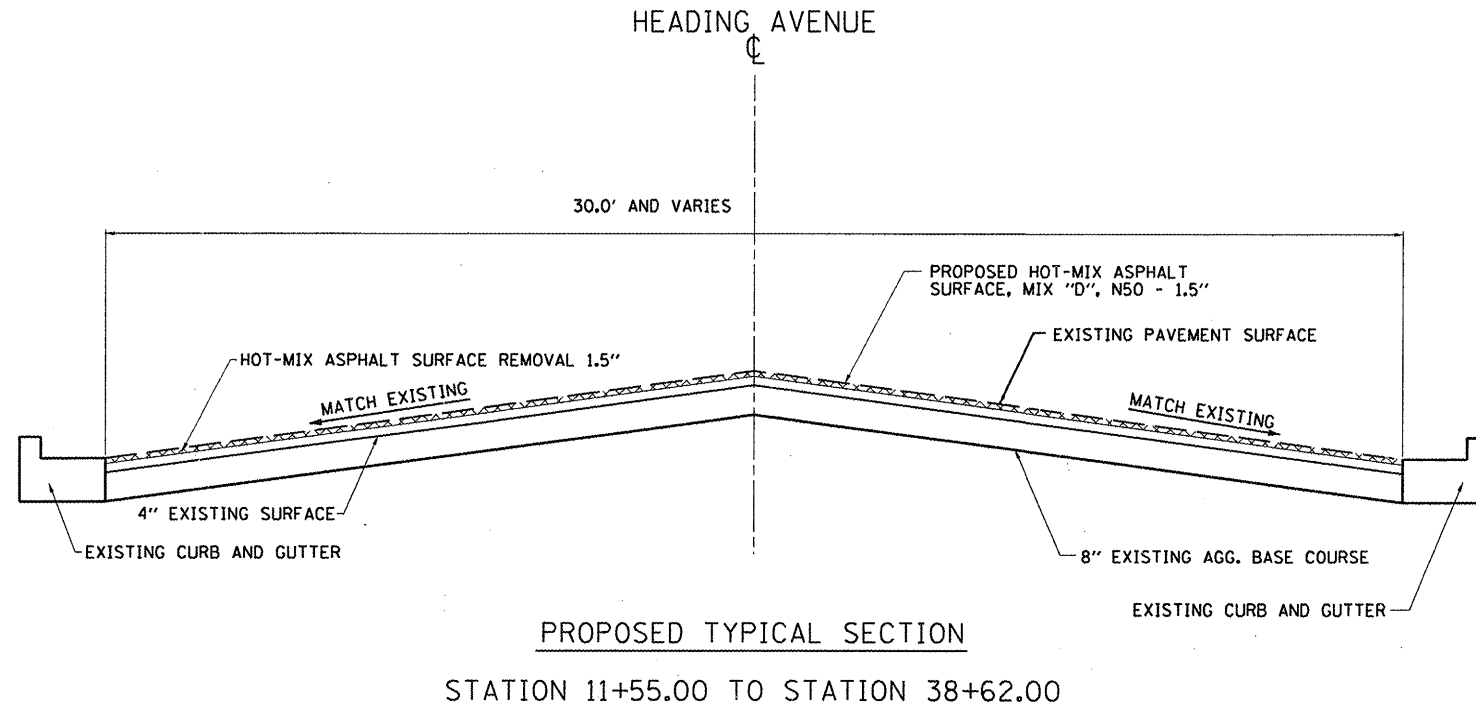 HEADING AVENUE
℄
30.0' AND VARIES
PROPOSED HOT-MIX ASPHALT
SURFACE, MIX "D", N50 - 1.5"
EXISTING PAVEMENT SURFACE
HOT-MIX ASPHALT SURFACE REMOVAL 1.5"
MATCH EXISTING
MATCH EXISTING
4" EXISTING SURFACE
EXISTING CURB AND GUTTER
8" EXISTING AGG. BASE COURSE
EXISTING CURB AND GUTTER
PROPOSED TYPICAL SECTION
STATION 11+55.00 TO STATION 38+62.00